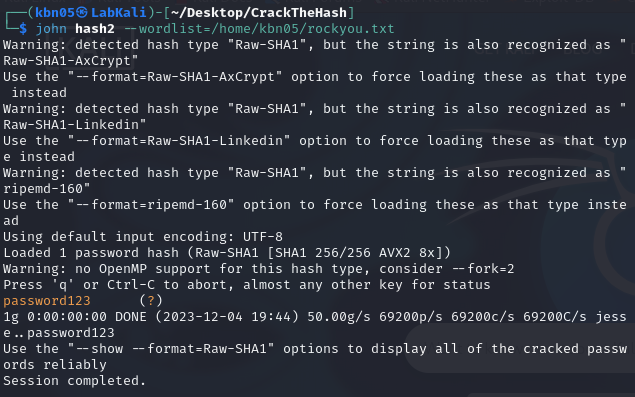 ┌──(kbn05㉿LabKali)-[~/Desktop/CrackTheHash]
└─$ john hash2 --wordlist=/home/kbn05/rockyou.txt
Warning: detected hash type "Raw-SHA1", but the string is also recognized as "
Raw-SHA1-AxCrypt"
Use the "--format=Raw-SHA1-AxCrypt" option to force loading these as that type
 instead
Warning: detected hash type "Raw-SHA1", but the string is also recognized as "
Raw-SHA1-Linkedin"
Use the "--format=Raw-SHA1-Linkedin" option to force loading these as that typ
e instead
Warning: detected hash type "Raw-SHA1", but the string is also recognized as "
ripemd-160"
Use the "--format=ripemd-160" option to force loading these as that type inste
ad
Using default input encoding: UTF-8
Loaded 1 password hash (Raw-SHA1 [SHA1 256/256 AVX2 8x])
Warning: no OpenMP support for this hash type, consider --fork=2
Press 'q' or Ctrl-C to abort, almost any other key for status
password123      (?)
1g 0:00:00:00 DONE (2023-12-04 19:44) 50.00g/s 69200p/s 69200c/s 69200C/s jess
e..password123
Use the "--show --format=Raw-SHA1" options to display all of the cracked passw
ords reliably
Session completed.